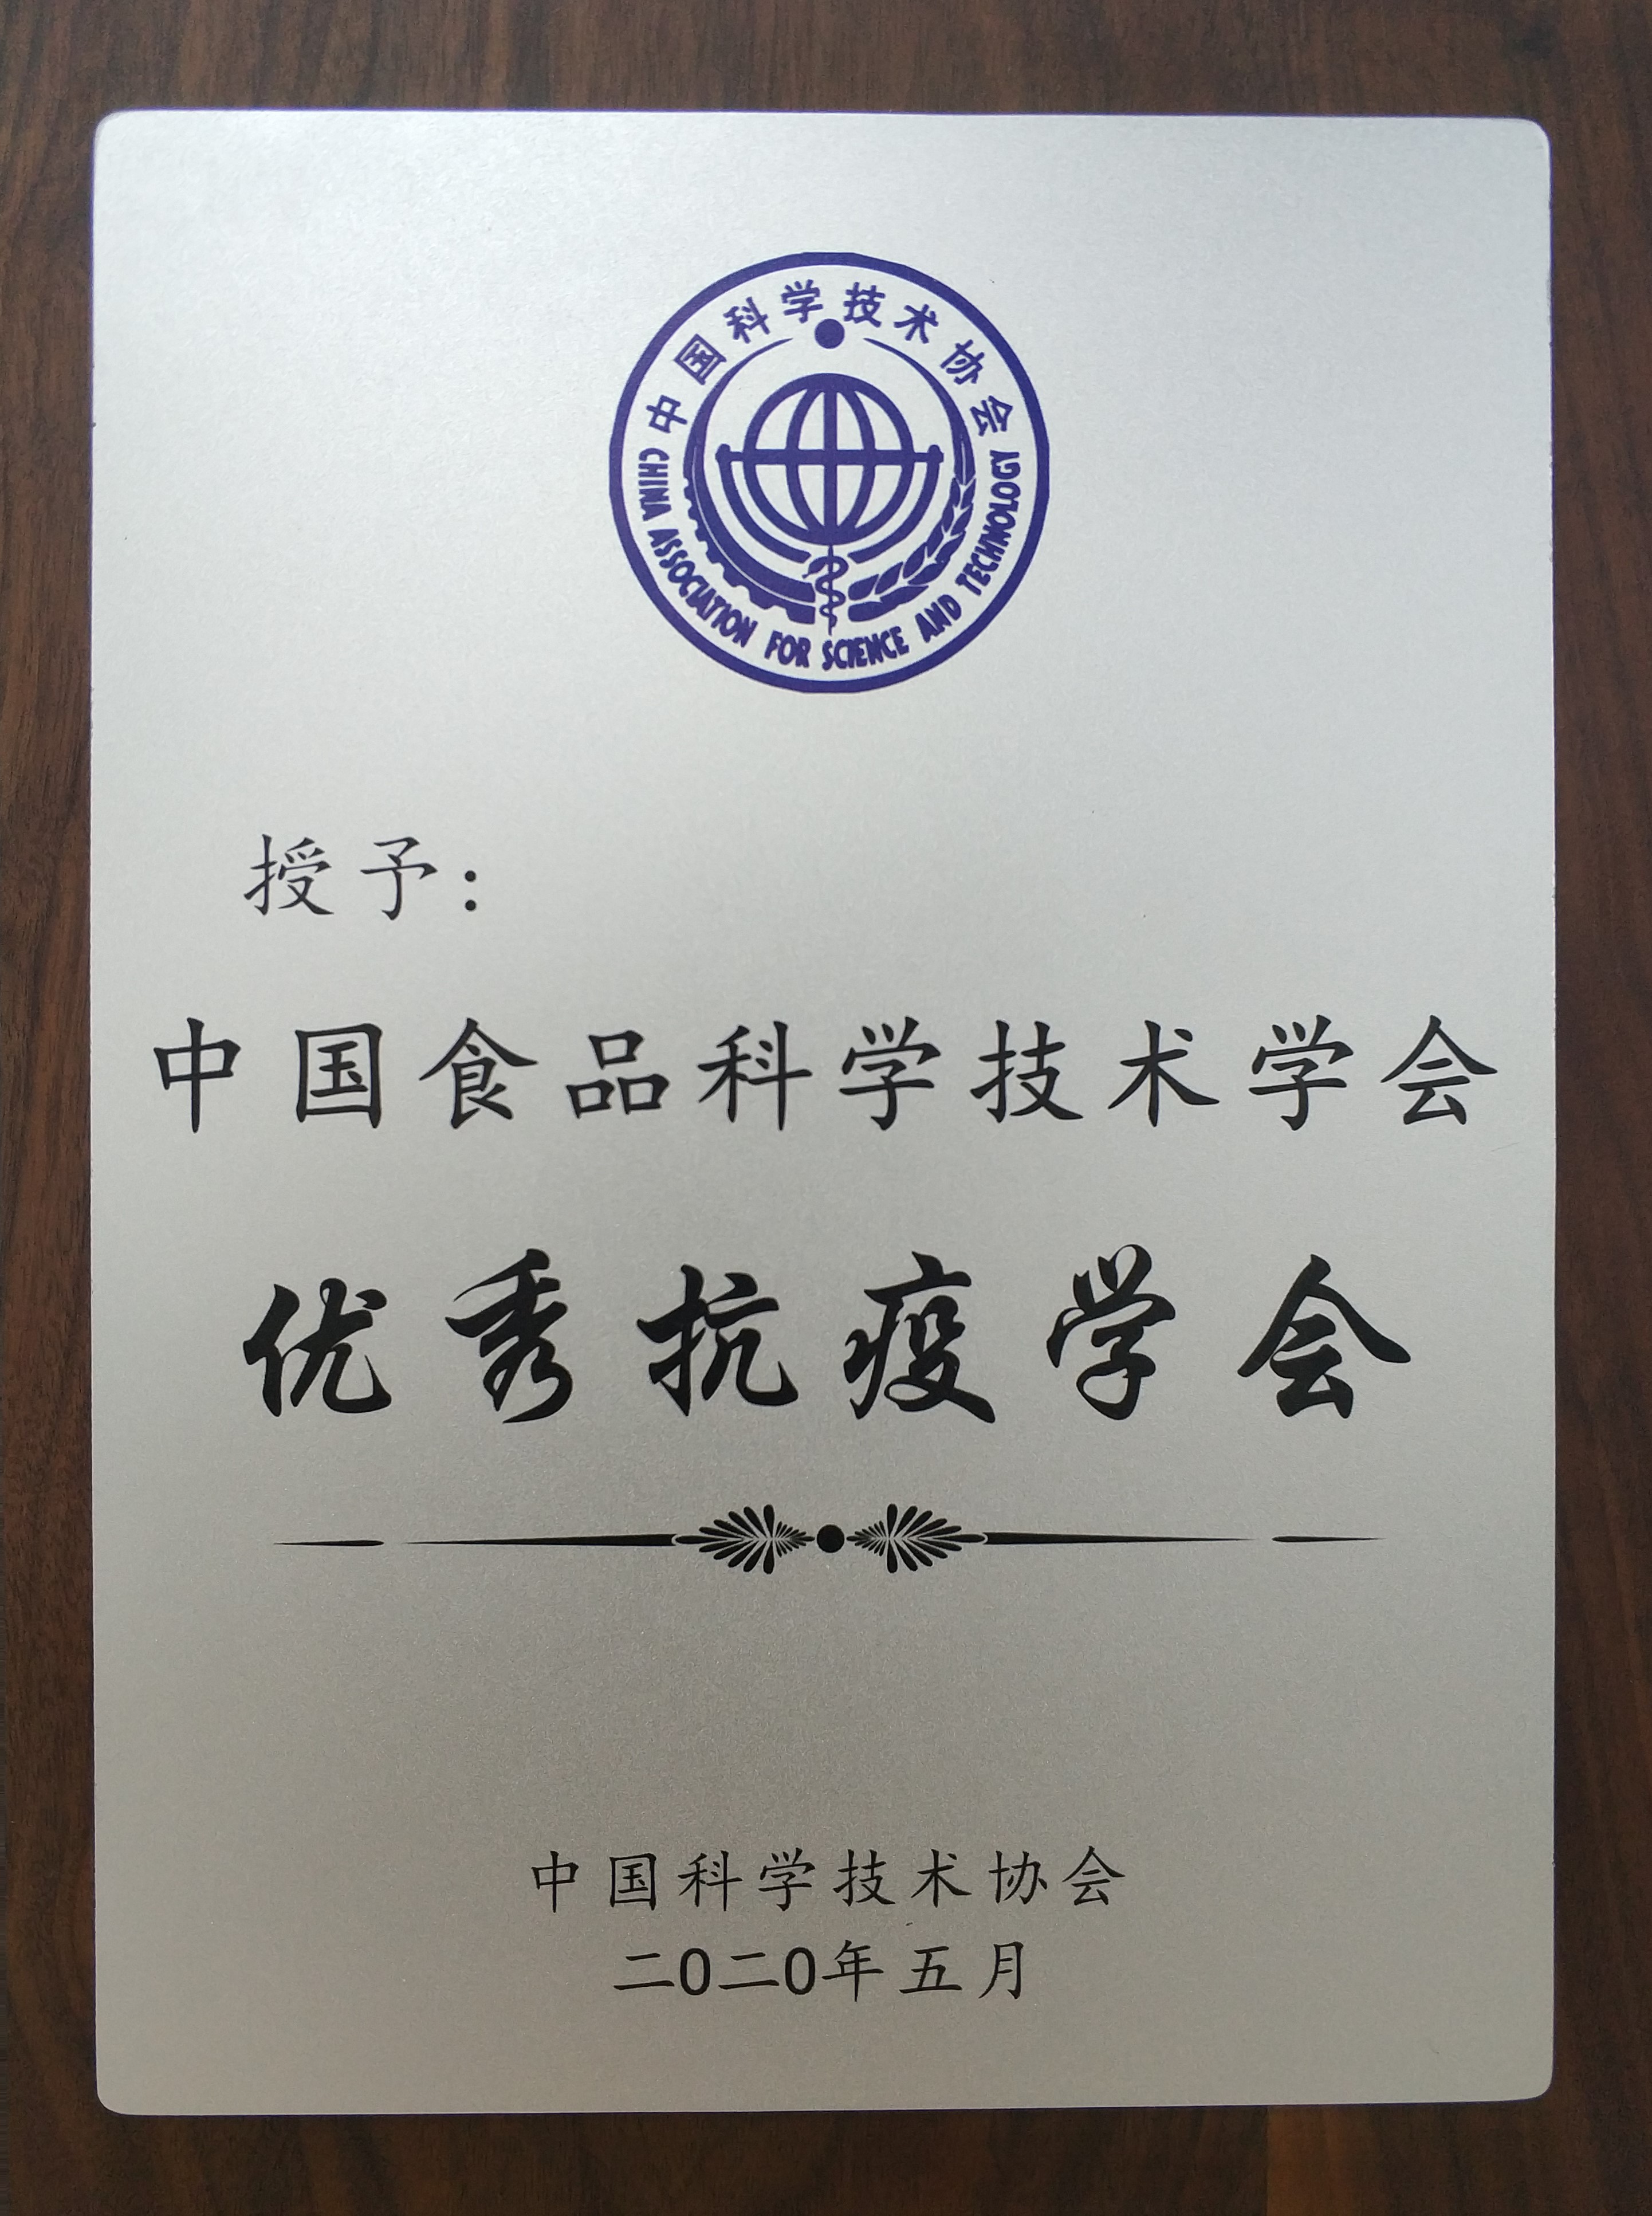 中国科学技术协会
CHINA ASSOCIATION FOR SCIENCE AND TECHNOLOGY
授予:
中国食品科学技术学会
优秀抗疫学会
中国科学技术协会
二0二0年五月